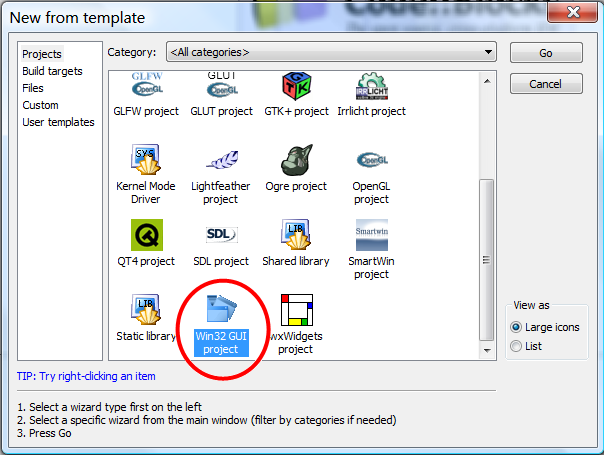 New from template
Projects
Build targets
Files
Custom
User templates
Category:
<All categories>
Go
Cancel
GLFW
OpenGL
GLUT
OpenGL
GTK
IRRLICHT
GLFW project
GLUT project
GTK+ project
Irrlicht project
SYS
OpenGL
Kernel Mode
Driver
Lightfeather
project
Ogre project
OpenGL
project
SDL
LIB
Smartwin
QT4 project
SDL project
Shared library
SmartWin
project
LIB
Static library
Win32 GUI
project
wxWidgets
project
View as
Large icons
List
TIP: Try right-clicking an item
1. Select a wizard type first on the left
2. Select a specific wizard from the main window (filter by categories if needed)
3. Press Go